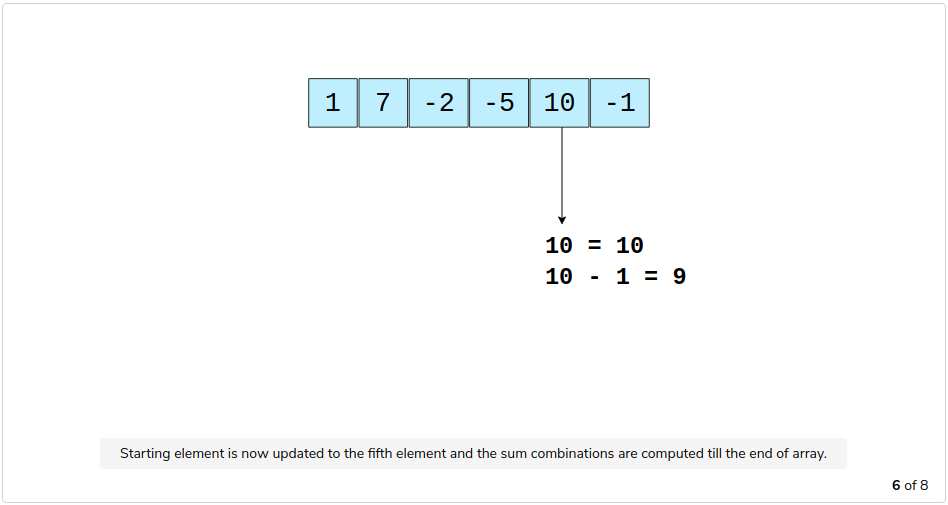 1 7 -2 -5 10 -1
10 = 10
10 - 1 = 9
Starting element is now updated to the fifth element and the sum combinations are computed till the end of array.
6 of 8